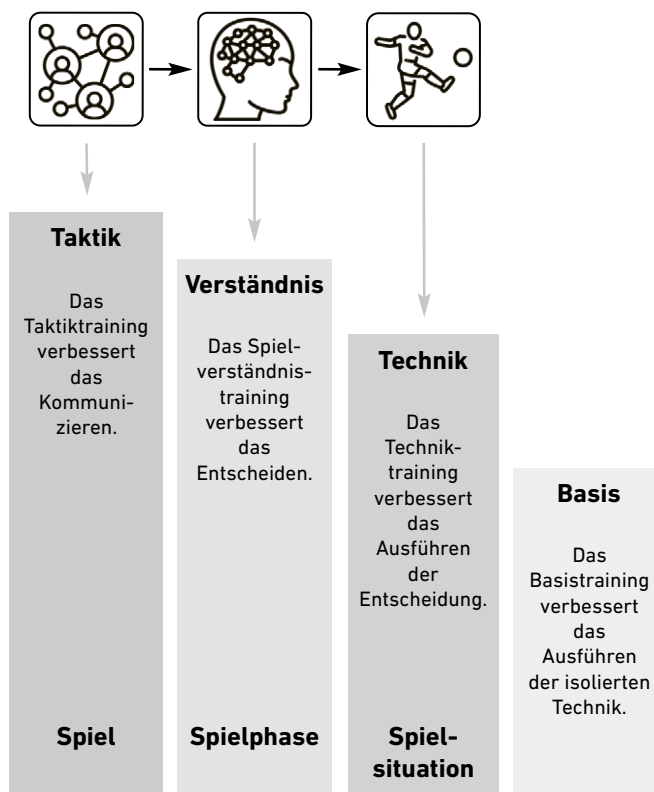 Taktik
Das
Taktiktraining
verbessert
das
Kommuni-
zieren.
Spiel
Verständnis
Das Spiel-
verständnis-
training
verbessert
das
Entscheiden.
Spielphase
Technik
Das
Technik-
training
verbessert
das
Ausführen
der
Entscheidung.
Spiel-
situation
Basis
Das
Basistraining
verbessert
das
Ausführen
der isolierten
Technik.